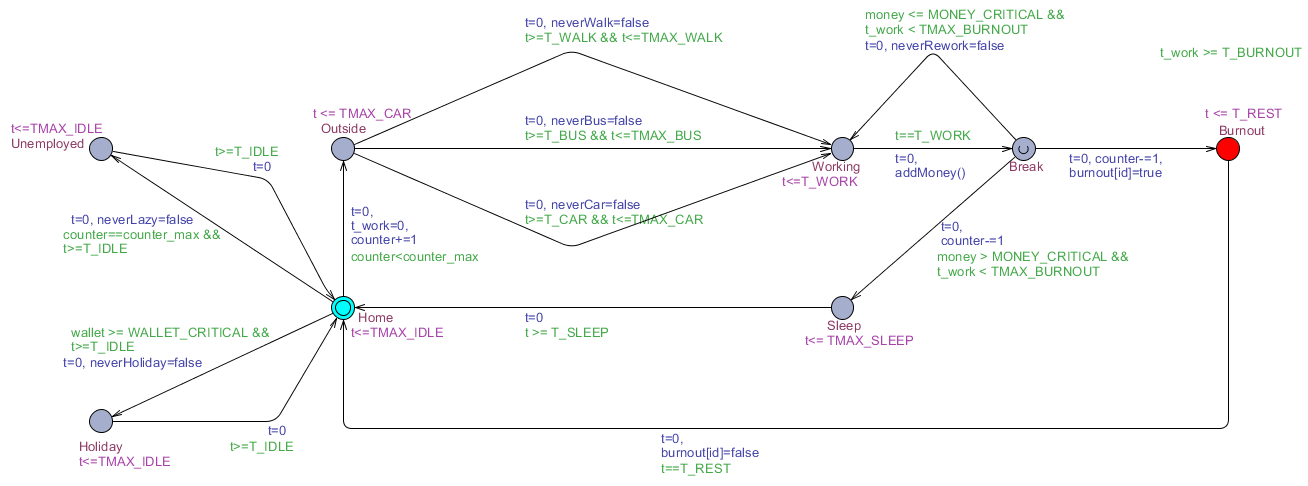 t=0, neverWalk=false
t>=T_WALK && t<=TMAX_WALK
money <= MONEY_CRITICAL &&
t_work < TMAX_BURNOUT
t=0, neverRework=false
t_work >= T_BURNOUT
t<=TMAX_IDLE
Unemployed
t>=T_IDLE
t=0
t <= TMAX_CAR
Outside
t=0, neverBus=false
t>=T_BUS && t<=TMAX_BUS
Working
t<=T_WORK
t==T_WORK
t=0,
addMoney()
Break
t=0, counter-=1,
burnout[id]=true
t <= T_REST
Burnout
t=0, neverLazy=false
counter==counter_max &&
t>=T_IDLE
t=0,
t_work=0,
counter+=1
counter<counter_max
t=0, neverCar=false
t>=T_CAR && t<=TMAX_CAR
t=0,
counter-=1
money > MONEY_CRITICAL &&
t_work < TMAX_BURNOUT
wallet >= WALLET_CRITICAL &&
t>=T_IDLE
t=0, neverHoliday=false
Home
t<=TMAX_IDLE
t=0
t >= T_SLEEP
Sleep
t<= TMAX_SLEEP
Holiday
t<=TMAX_IDLE
t=0
t>=T_IDLE
t=0,
burnout[id]=false
t==T_REST